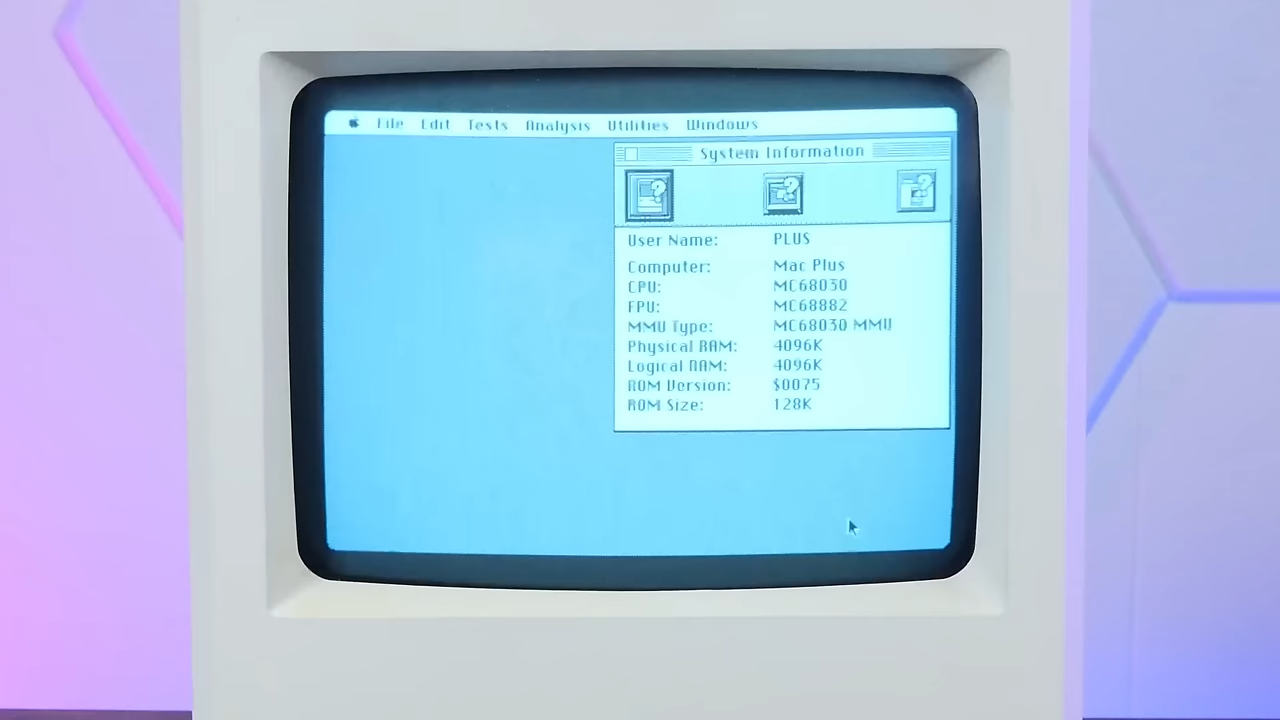 File Edit Tests Analysis Utilities Windows
System Information
User Name: PLUS
Computer: Mac Plus
CPU: MC68030
FPU: MC68882
MMU Type: MC68030 MMU
Physical RAM: 4096K
Logical RAM: 4096K
ROM Version: $0075
ROM Size: 128K